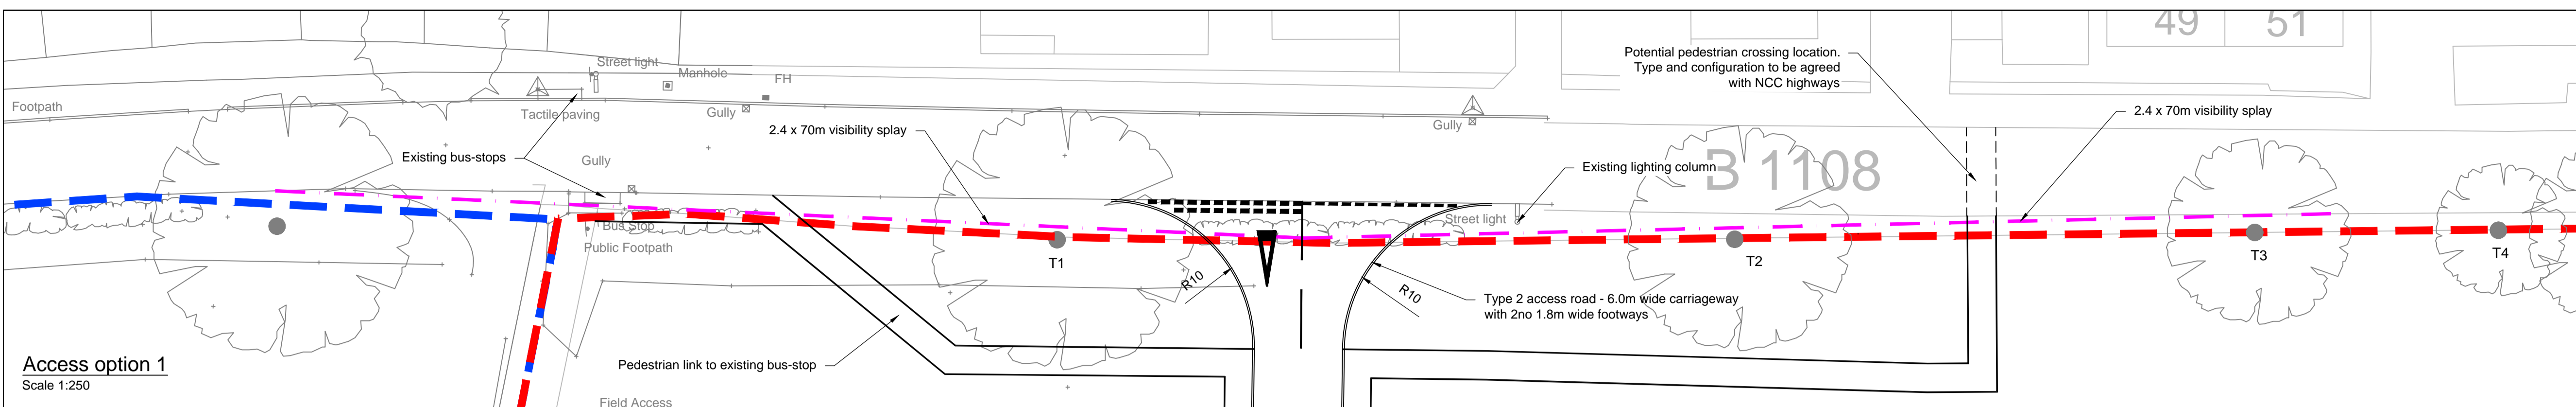 49
51
Potential pedestrian crossing location.
Type and configuration to be agreed
with NCC highways
Street light
Manhole
FH
Footpath
Tactile paving
Gully
2.4 x 70m visibility splay
Gully
2.4 x 70m visibility splay
Existing bus-stops
Gully
Existing lighting column
B 1108
Street light
Bus Stop
Public Footpath
T1
T2
T3
T4
R10
R10
Type 2 access road - 6.0m wide carriageway
with 2no 1.8m wide footways
Pedestrian link to existing bus-stop
Access option 1
Scale 1:250
Field Access